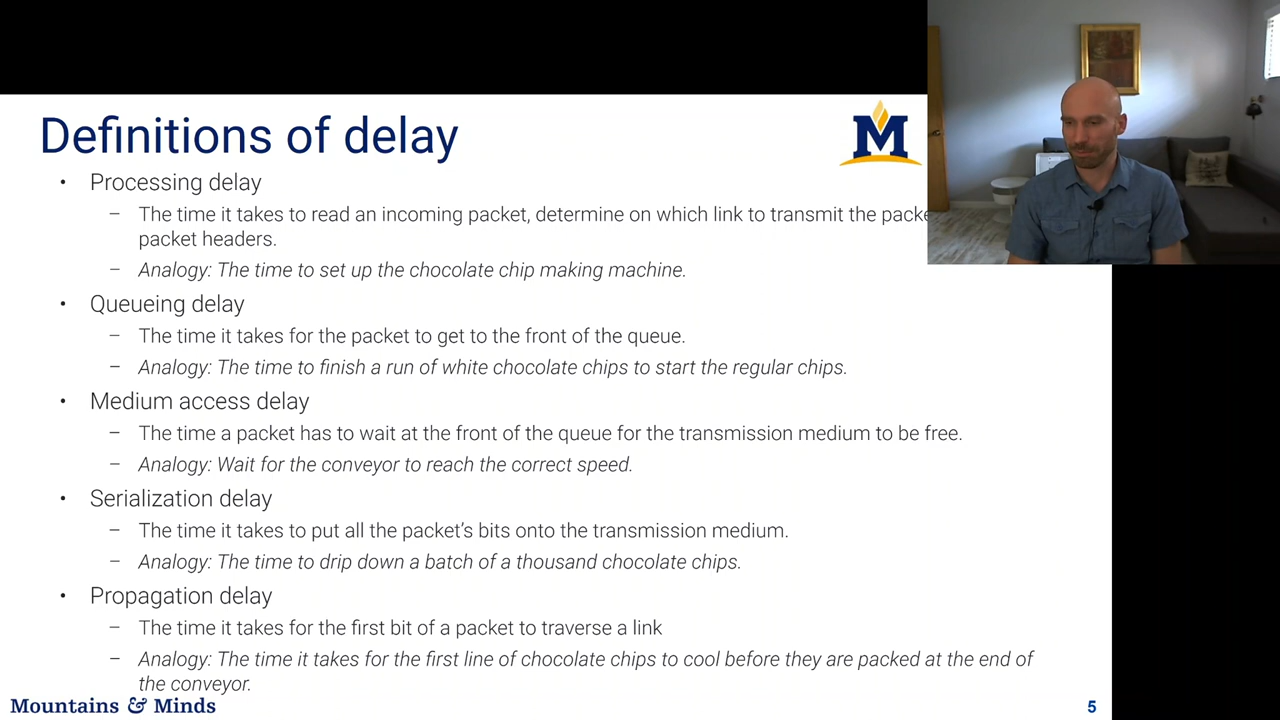 Definitions of delay
M
• Processing delay
– The time it takes to read an incoming packet, determine on which link to transmit the
packet headers.
– Analogy: The time to set up the chocolate chip making machine.
• Queueing delay
– The time it takes for the packet to get to the front of the queue.
– Analogy: The time to finish a run of white chocolate chips to start the regular chips.
• Medium access delay
– The time a packet has to wait at the front of the queue for the transmission medium to be free.
– Analogy: Wait for the conveyor to reach the correct speed.
• Serialization delay
– The time it takes to put all the packet's bits onto the transmission medium.
– Analogy: The time to drip down a batch of a thousand chocolate chips.
• Propagation delay
– The time it takes for the first bit of a packet to traverse a link
– Analogy: The time it takes for the first line of chocolate chips to cool before they are packed at the end of
the conveyor.
Mountains & Minds
5